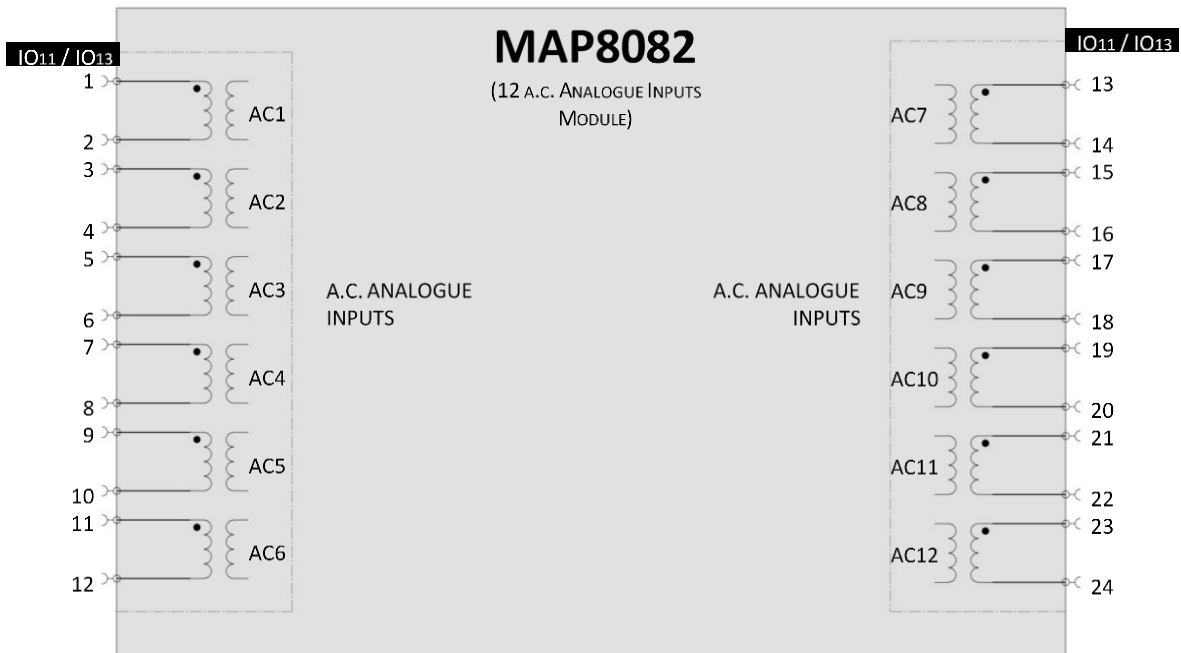 MAP8082
(12 A.C. ANALOGUE INPUTS
MODULE)
IO11 / IO13
1
AC1
2
3
AC2
4
5
AC3
6
7
AC4
8
9
AC5
10
11
AC6
12
A.C. ANALOGUE
INPUTS
A.C. ANALOGUE
INPUTS
IO11 / IO13
13
AC7
14
15
AC8
16
17
AC9
18
19
AC10
20
21
AC11
22
23
AC12
24